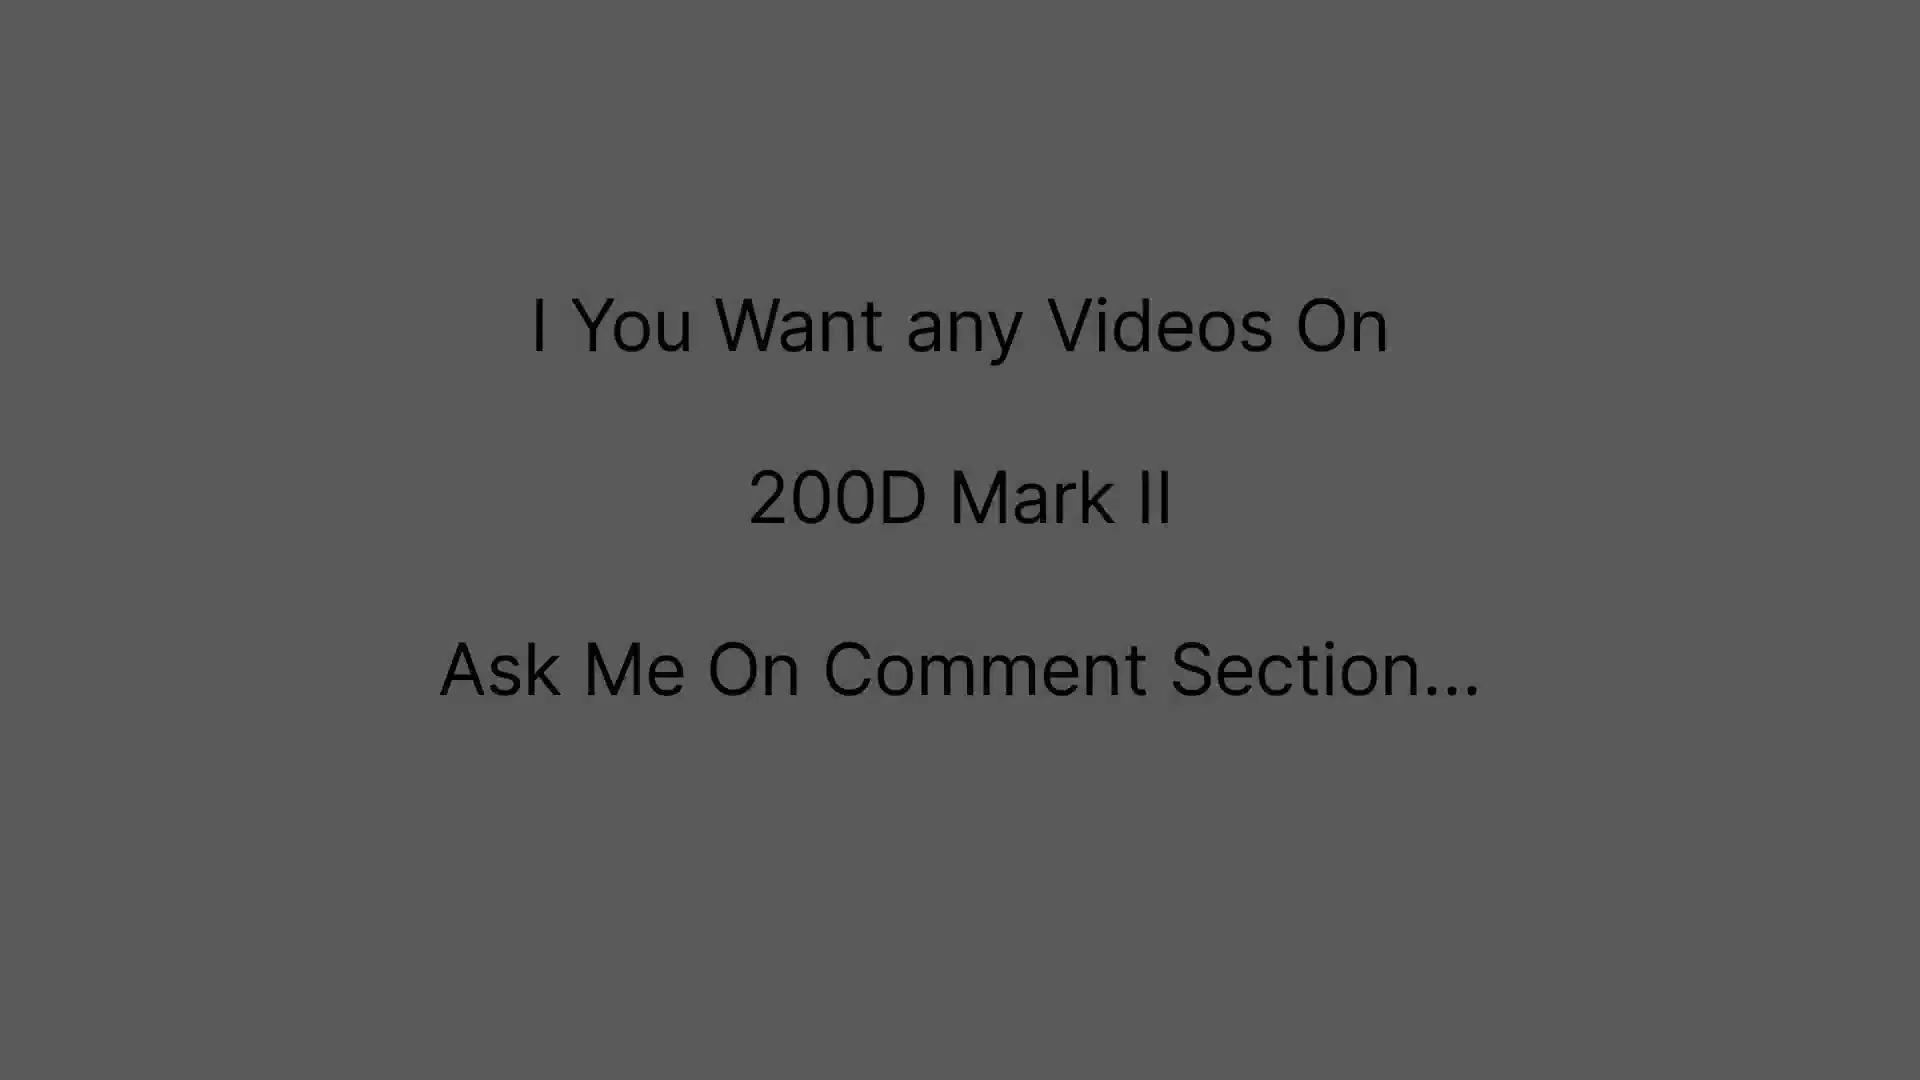 I You Want any Videos On
200D Mark II
Ask Me On Comment Section...